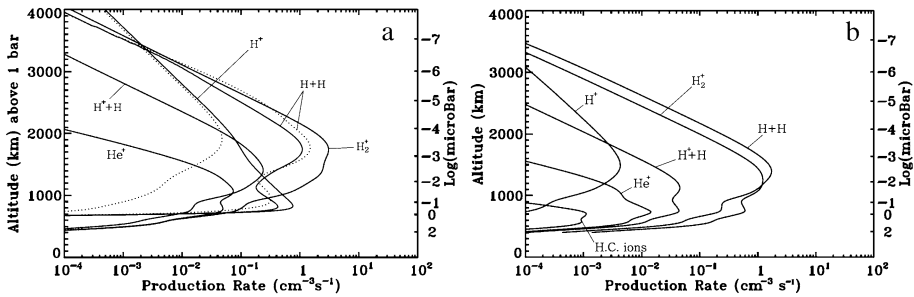 a
Altitude (km) above 1 bar
4000
3000
2000
1000
0
H⁺
H+H
H⁺+H
He⁺
H₂⁺
-7
-6
-5
-4
-3
-2
-1
0
2
Log(microBar)
10⁻⁴
10⁻³
10⁻²
10⁻¹
1
10¹
10²
Production Rate (cm⁻³s⁻¹)
b
Altitude (km)
4000
3000
2000
1000
0
H₂⁺
H⁺
H+H
H⁺+H
He⁺
H.C. ions
-7
-6
-5
-4
-3
-2
-1
0
2
Log(microBar)
10⁻⁴
10⁻³
10⁻²
10⁻¹
1
10¹
10²
Production Rate (cm⁻³s⁻¹)